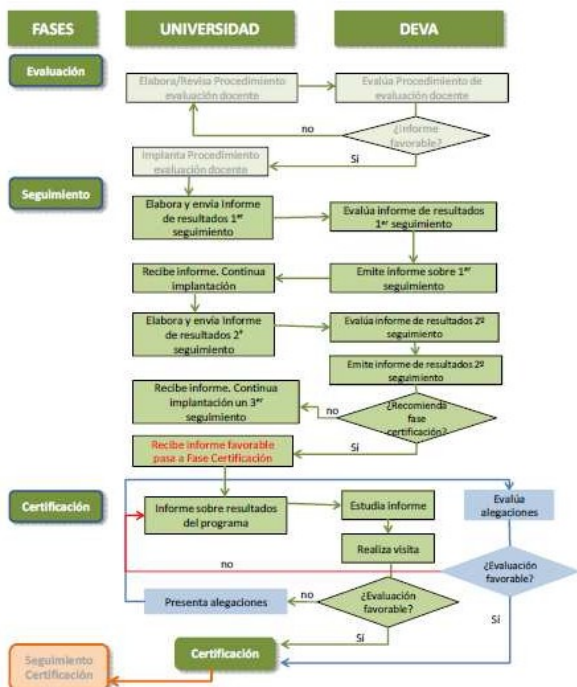 FASES
UNIVERSIDAD
DEVA
Evaluación
Elabora/Revisa Procedimiento
evaluación docente
Evalúa Procedimiento de
evaluación docente
no
¿Informe
favorable?
Implanta Procedimiento
evaluación docente
Sí
Seguimiento
Elabora y envía Informe
de resultados 1er
seguimiento
Evalúa informe de resultados
1er seguimiento
Recibe informe. Continua
implantación
Emite informe sobre 1er
seguimiento
Elabora y envía Informe
de resultados 2º
seguimiento
Evalúa informe de resultados 2º
seguimiento
Emite informe de resultados 2º
seguimiento
Recibe informe. Continua
implantación un 3er
seguimiento
no
¿Recomienda
fase
certificación?
Recibe informe favorable
pasa a Fase Certificación
Sí
Certificación
Informe sobre resultados
del programa
Estudia informe
Evalúa
alegaciones
Realiza visita
no
¿Evaluación
favorable?
Presenta alegaciones
no
¿Evaluación
favorable?
Sí
Sí
Certificación
Seguimiento
Certificación